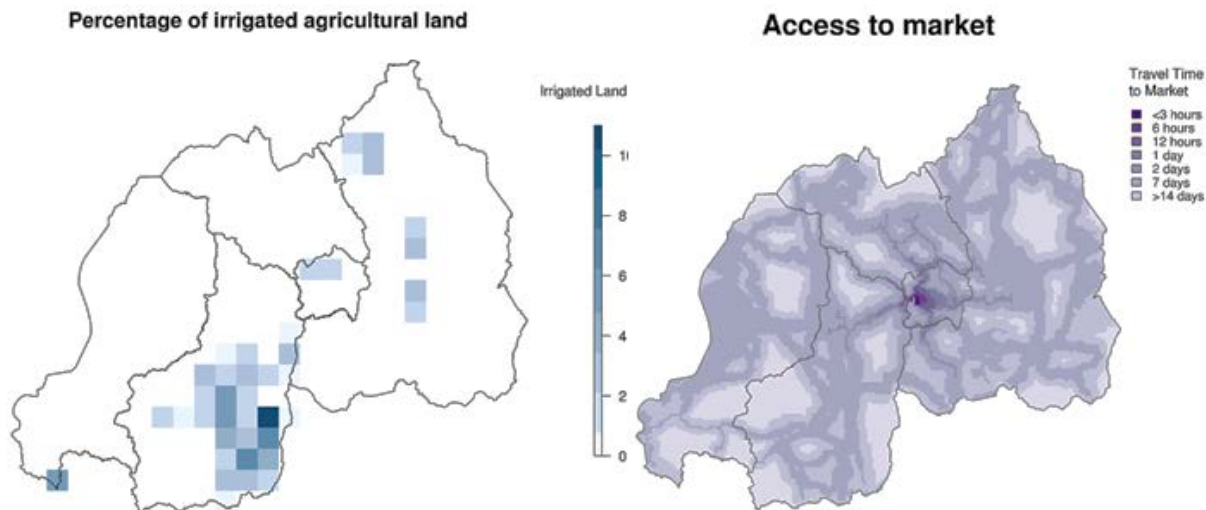 Percentage of irrigated agricultural land
Irrigated Land
8
6
4
2
0
Access to market
Travel Time
to Market
<3 hours
6 hours
12 hours
1 day
2 days
7 days
>14 days